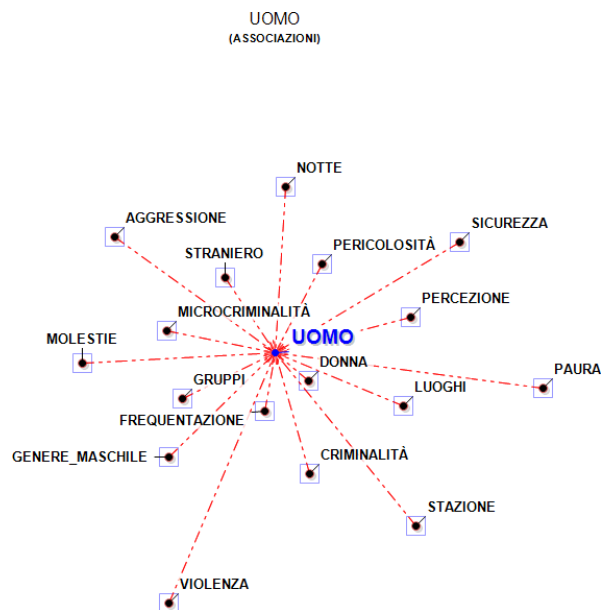 UOMO
(ASSOCIAZIONI)
NOTTE
AGGRESSIONE
SICUREZZA
STRANIERO
PERICOLOSITÀ
MICROCRIMINALITÀ
PERCEZIONE
MOLESTIE
UOMO
DONNA
PAURA
GRUPPI
LUOGHI
FREQUENTAZIONE
GENERE_MASCHILE
CRIMINALITÀ
STAZIONE
VIOLENZA